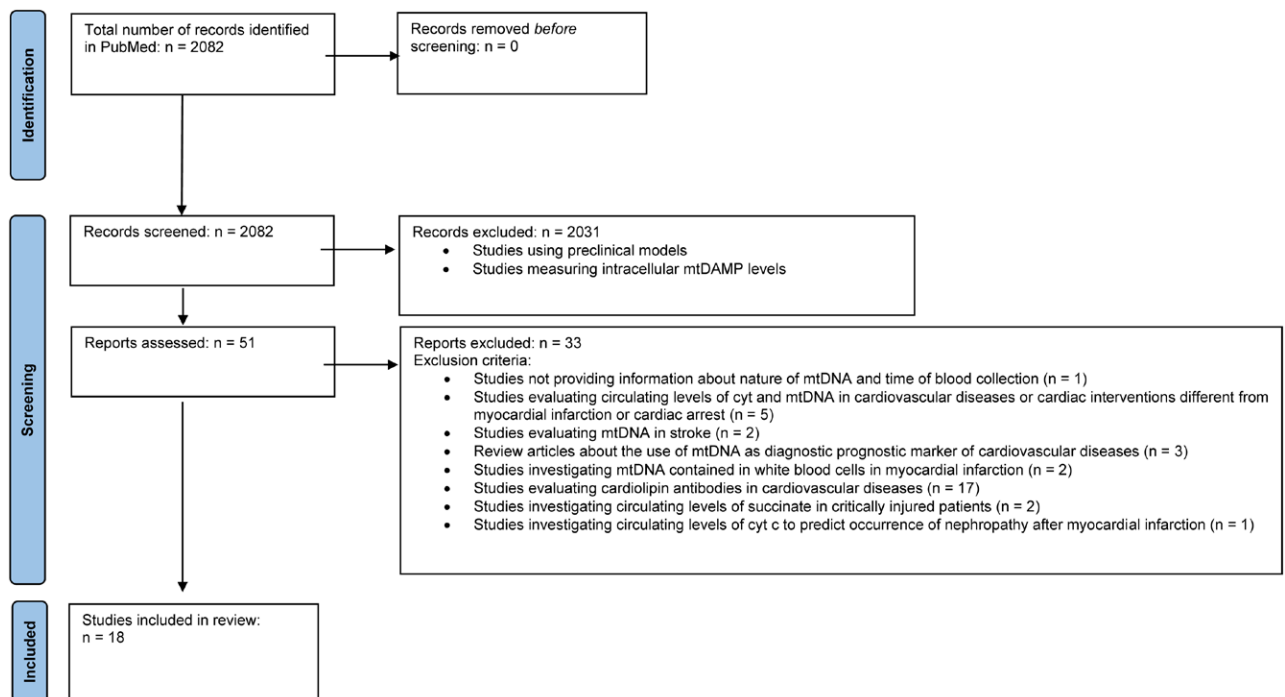 Identification
Total number of records identified
in PubMed: n = 2082
Records removed before
screening: n = 0
Screening
Records screened: n = 2082
Records excluded: n = 2031
• Studies using preclinical models
• Studies measuring intracellular mtDAMP levels
Reports assessed: n = 51
Reports excluded: n = 33
Exclusion criteria:
• Studies not providing information about nature of mtDNA and time of blood collection (n = 1)
• Studies evaluating circulating levels of cyt and mtDNA in cardiovascular diseases or cardiac interventions different from
myocardial infarction or cardiac arrest (n = 5)
• Studies evaluating mtDNA in stroke (n = 2)
• Review articles about the use of mtDNA as diagnostic prognostic marker of cardiovascular diseases (n = 3)
• Studies investigating mtDNA contained in white blood cells in myocardial infarction (n = 2)
• Studies evaluating cardiolipin antibodies in cardiovascular diseases (n = 17)
• Studies investigating circulating levels of succinate in critically injured patients (n = 2)
• Studies investigating circulating levels of cyt c to predict occurrence of nephropathy after myocardial infarction (n = 1)
Included
Studies included in review:
n = 18